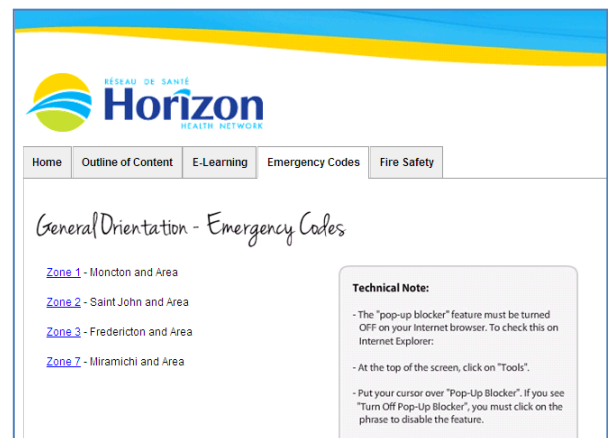 RÉSEAU DE SANTÉ
Horizon
HEALTH NETWORK
Home
Outline of Content
E-Learning
Emergency Codes
Fire Safety
General Orientation - Emergency Codes
Zone 1 - Moncton and Area
Zone 2 - Saint John and Area
Zone 3 - Fredericton and Area
Zone 7 - Miramichi and Area
Technical Note:
- The "pop-up blocker" feature must be turned
OFF on your Internet browser. To check this on
Internet Explorer:
- At the top of the screen, click on "Tools".
- Put your cursor over "Pop-Up Blocker". If you see
"Turn Off Pop-Up Blocker", you must click on the
phrase to disable the feature.